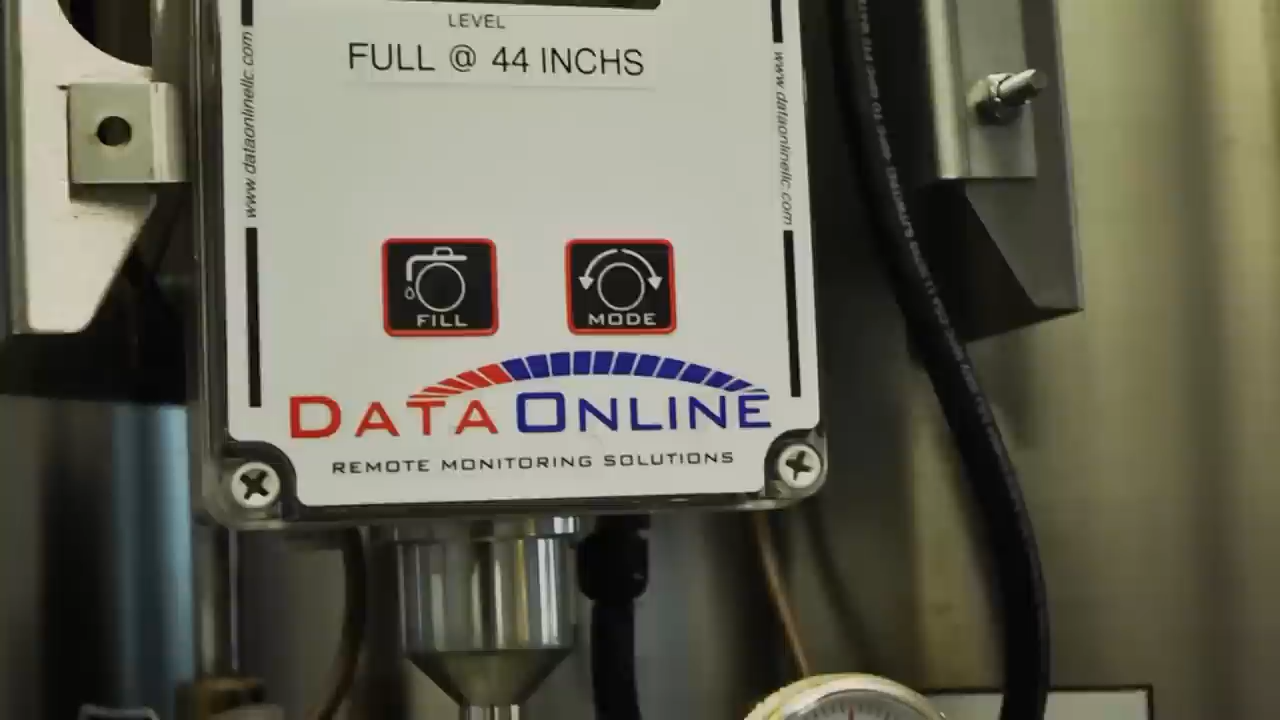 LEVEL
FULL @ 44 INCHS
www.dataonlinellc.com
www.dataonlinellc.com
FILL
MODE
DATA ONLINE
REMOTE MONITORING SOLUTIONS